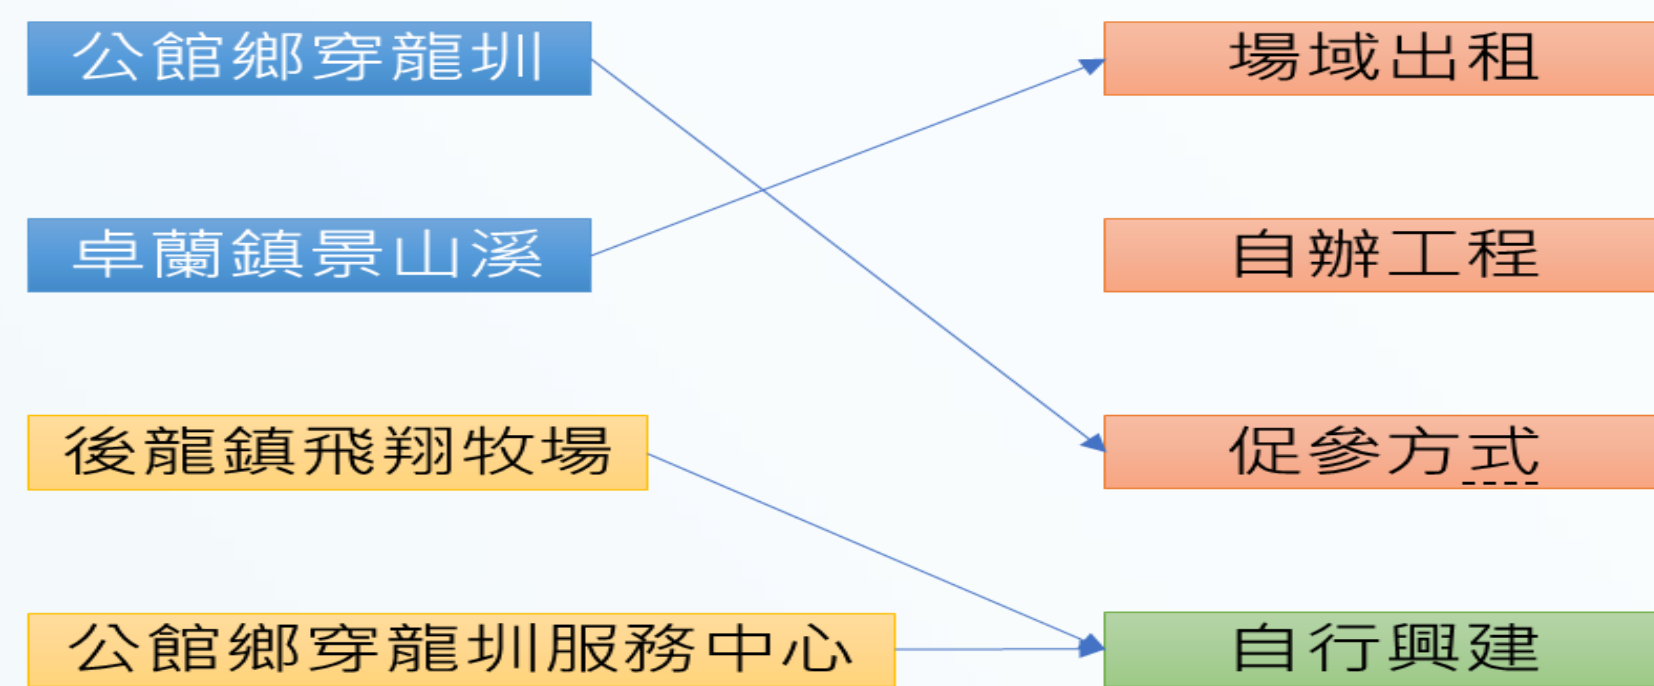 公館鄉穿龍圳
場域出租
卓蘭鎮景山溪
自辦工程
後龍鎮飛翔牧場
促參方式
公館鄉穿龍圳服務中心
自行興建